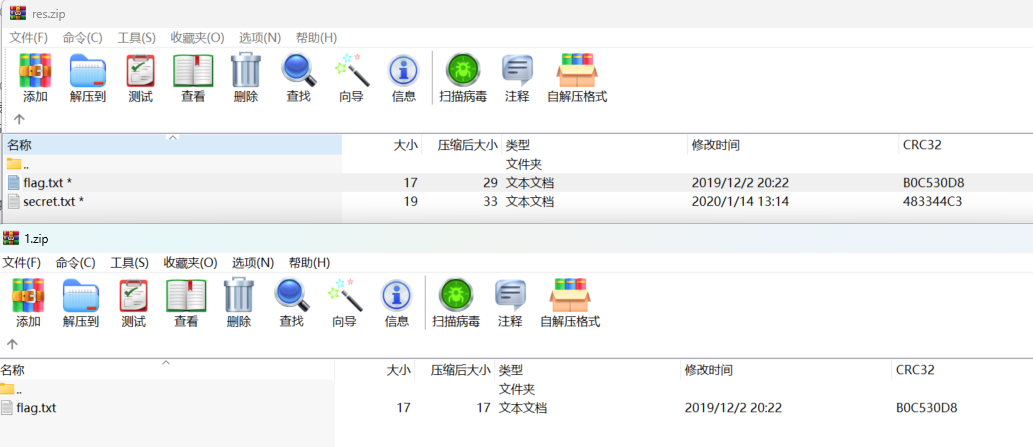 res.zip
文件(F) 命令(C) 工具(S) 收藏夹(O) 选项(N) 帮助(H)
添加 解压到 测试 查看 删除 查找 向导 信息 扫描病毒 注释 自解压格式
名称 大小 压缩后大小 类型 修改时间 CRC32
.. 文件夹
flag.txt * 17 29 文本文档 2019/12/2 20:22 B0C530D8
secret.txt * 19 33 文本文档 2020/1/14 13:14 483344C3
1.zip
文件(F) 命令(C) 工具(S) 收藏夹(O) 选项(N) 帮助(H)
添加 解压到 测试 查看 删除 查找 向导 信息 扫描病毒 注释 自解压格式
名称 大小 压缩后大小 类型 修改时间 CRC32
.. 文件夹
flag.txt 17 17 文本文档 2019/12/2 20:22 B0C530D8